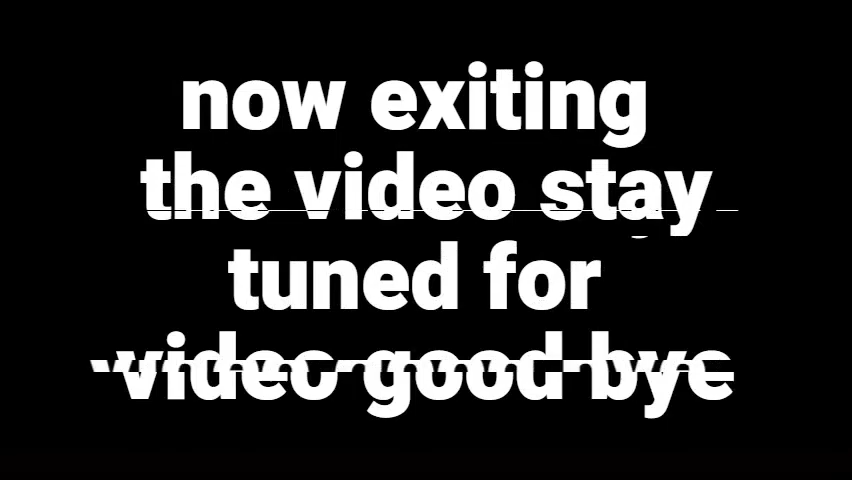 now exiting
the video stay
tuned for
video good bye